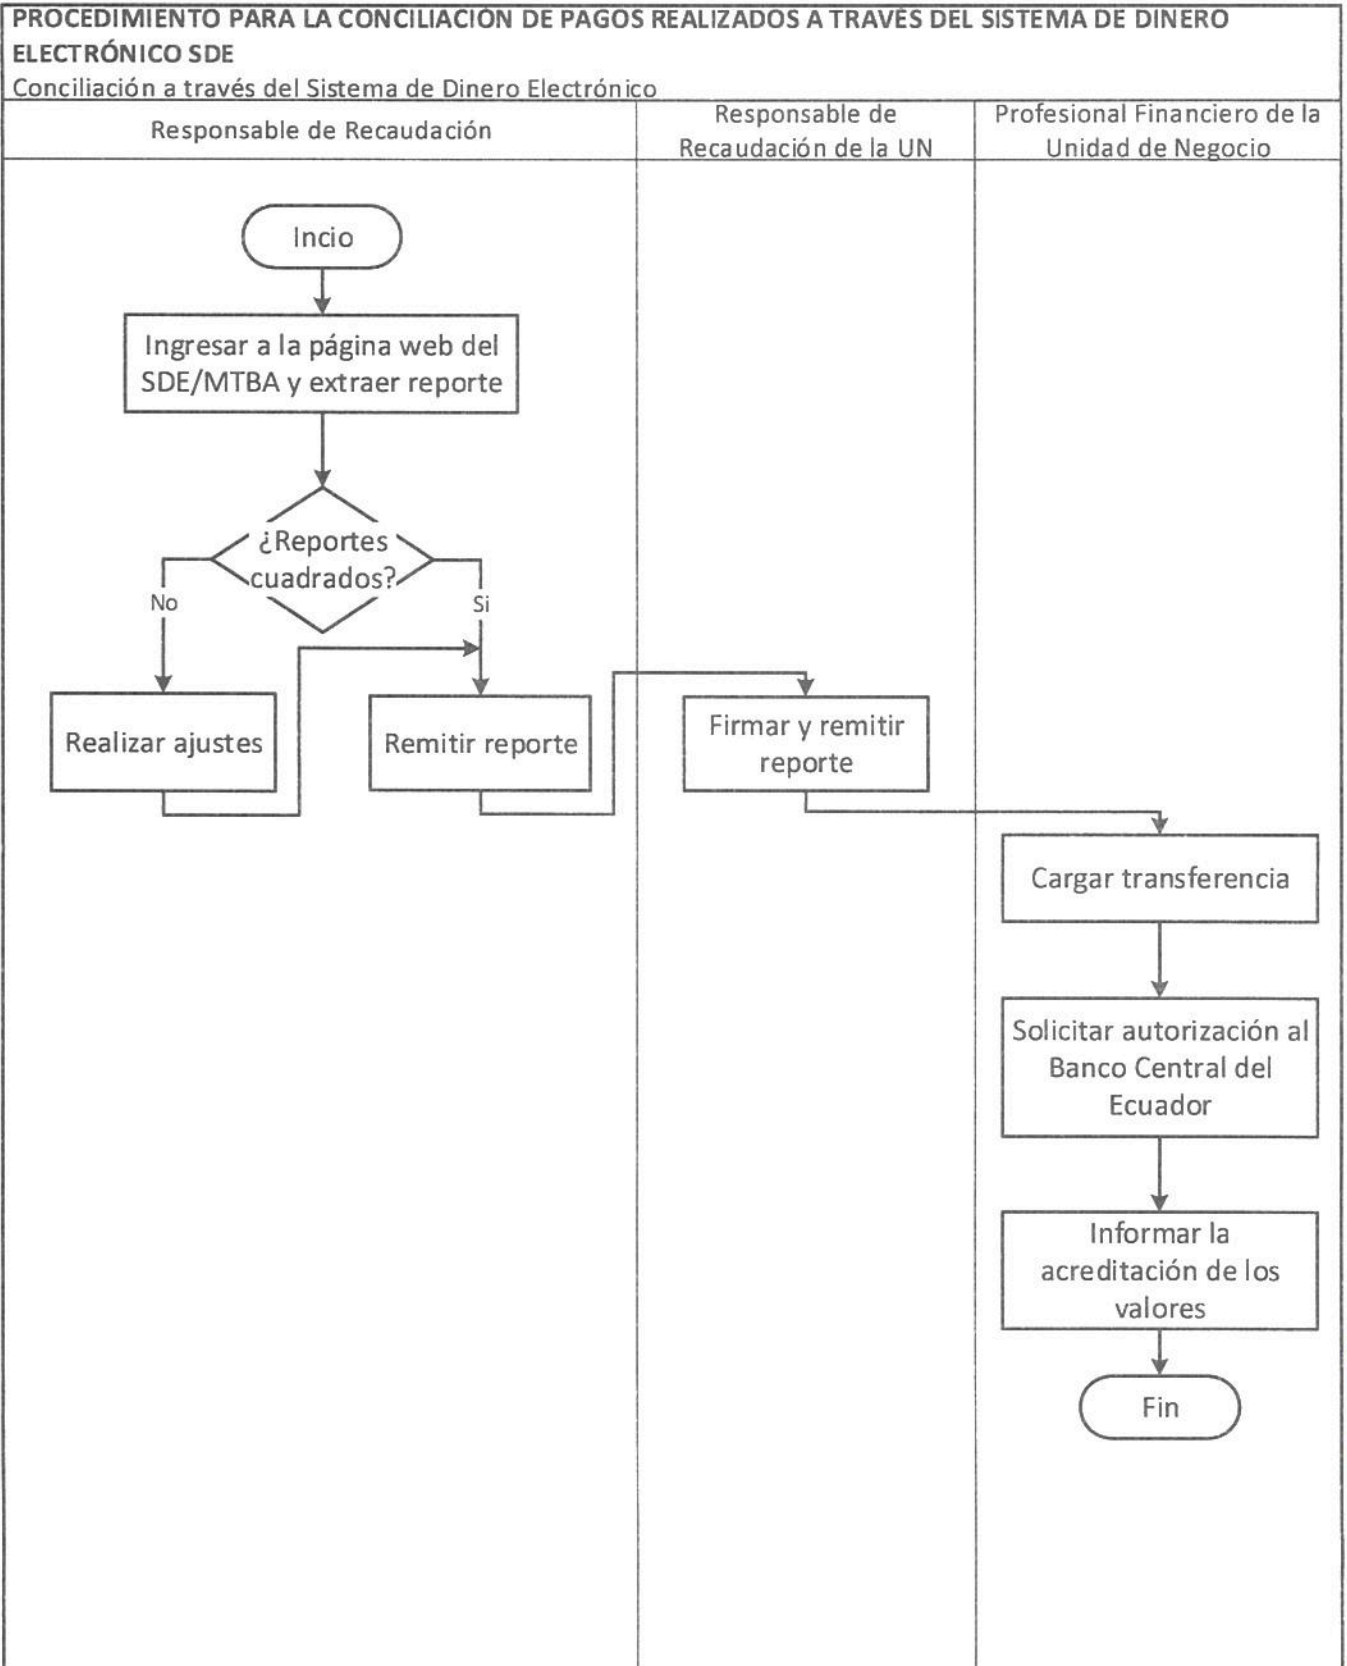 PROCEDIMIENTO PARA LA CONCILIACIÓN DE PAGOS REALIZADOS A TRAVÉS DEL SISTEMA DE DINERO
ELECTRÓNICO SDE
Conciliación a través del Sistema de Dinero Electrónico
Responsable de Recaudación
Responsable de
Recaudación de la UN
Profesional Financiero de la
Unidad de Negocio
Incio
Ingresar a la página web del
SDE/MTBA y extraer reporte
¿Reportes
cuadrados?
No
Si
Realizar ajustes
Remitir reporte
Firmar y remitir
reporte
Cargar transferencia
Solicitar autorización al
Banco Central del
Ecuador
Informar la
acreditación de los
valores
Fin